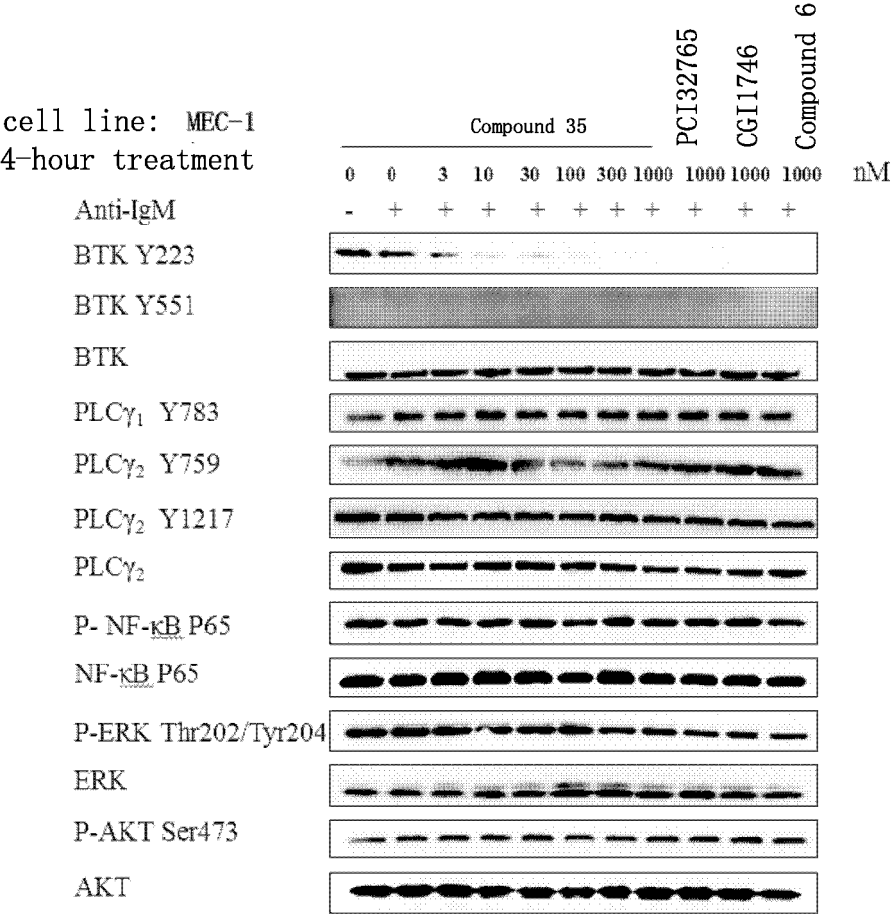 PCI32765
CGI1746
Compound 6
cell line: MEC-1
Compound 35
4-hour treatment
0 0 3 10 30 100 300 1000 1000 1000 1000 nM
Anti-IgM - + + + + + + + + + +
BTK Y223
BTK Y551
BTK
PLCγ₁ Y783
PLCγ₂ Y759
PLCγ₂ Y1217
PLCγ₂
P- NF-κB P65
NF-κB P65
P-ERK Thr202/Tyr204
ERK
P-AKT Ser473
AKT